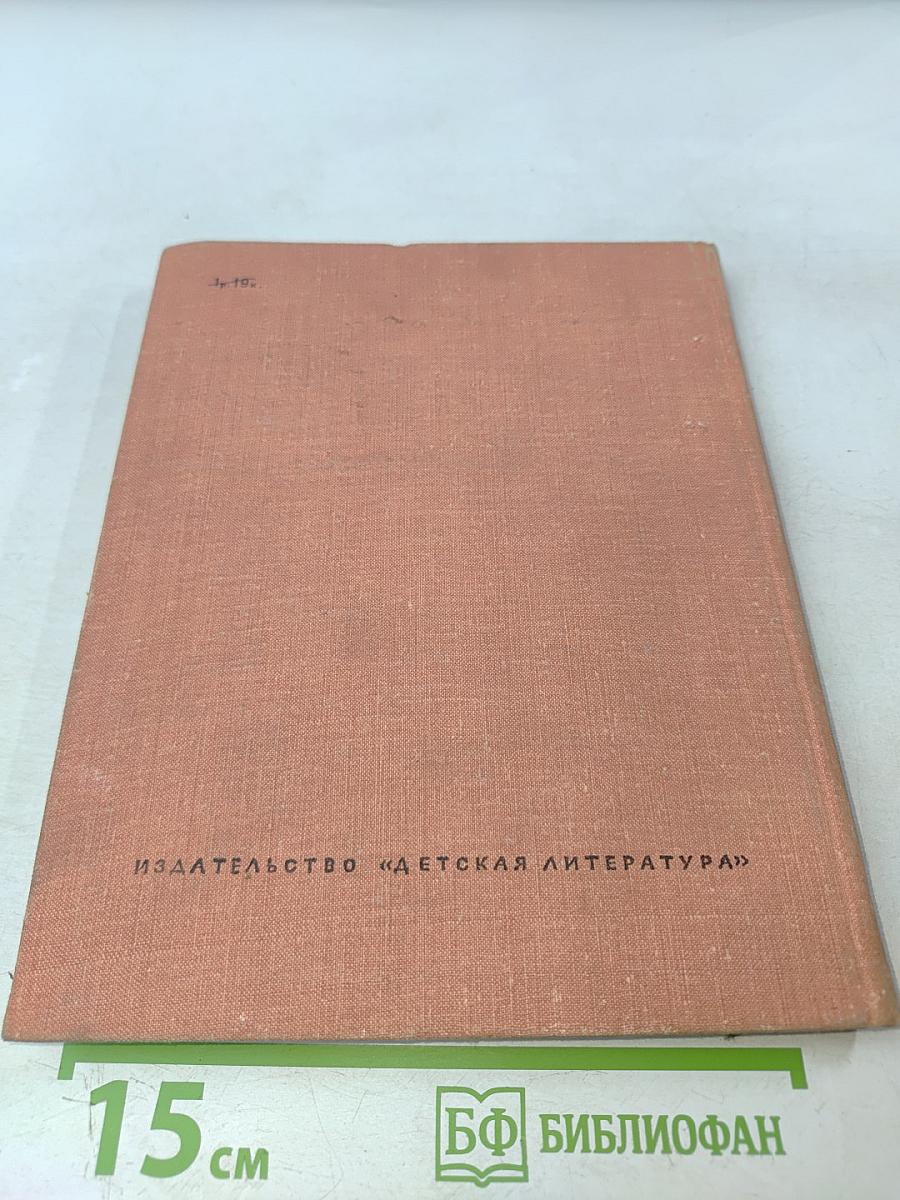 1р.19к.
ИЗДАТЕЛЬСТВО «ДЕТСКАЯ ЛИТЕРАТУРА»
15 см
БФ БИБЛИОФАН